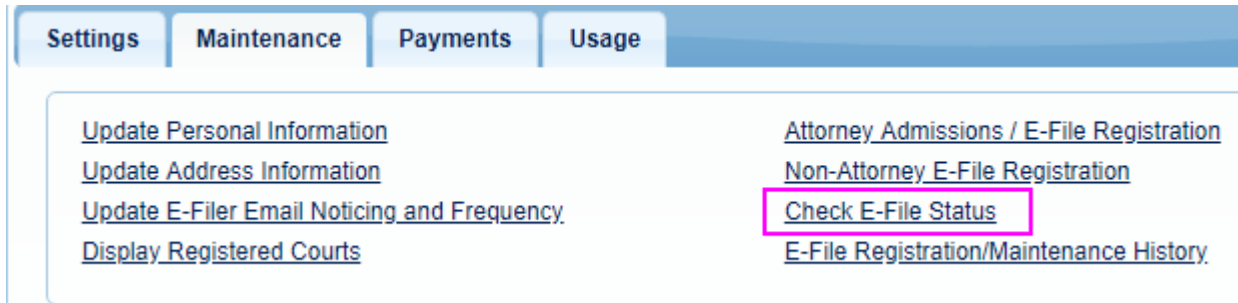 Settings Maintenance Payments Usage
Update Personal Information
Update Address Information
Update E-Filer Email Noticing and Frequency
Display Registered Courts
Attorney Admissions / E-File Registration
Non-Attorney E-File Registration
Check E-File Status
E-File Registration/Maintenance History